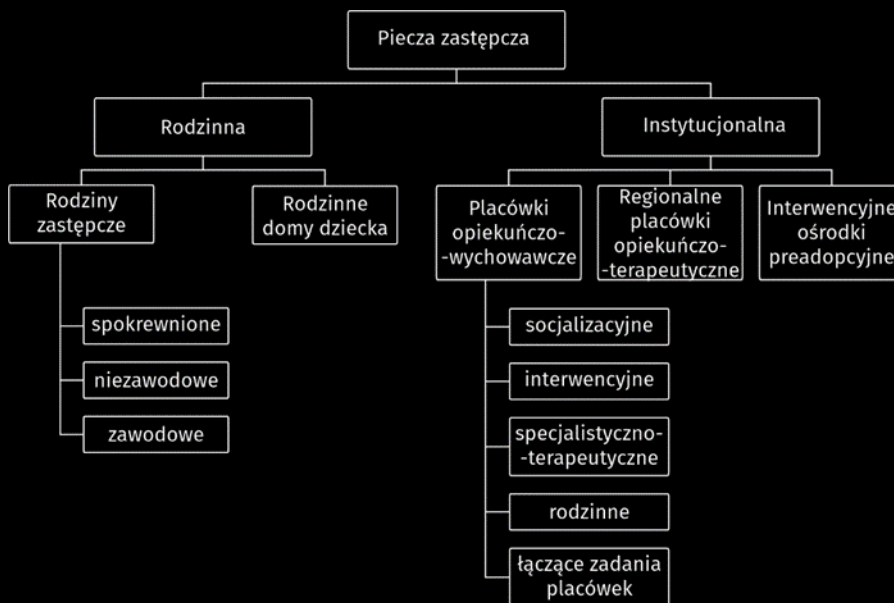 Piecza zastępcza
Rodzinna
Instytucjonalna
Rodziny
zastępcze
Rodzinne
domy dziecka
Placówki
opiekuńczo-
-wychowawcze
Regionalne
placówki
opiekuńczo-
-terapeutyczne
Interwencyjne
ośrodki
preadopcyjne
spokrewnione
niezawodowe
zawodowe
socjalizacyjne
interwencyjne
specjalistyczno-
-terapeutyczne
rodzinne
łączące zadania
placówek